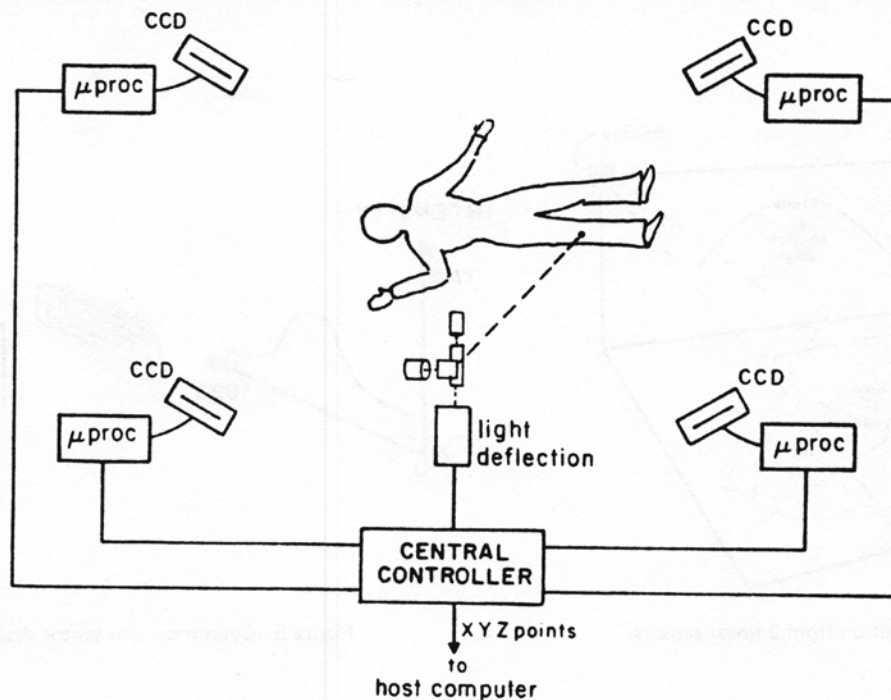 CCD
CCD
μproc
μproc
CCD
CCD
μproc
μproc
light
deflection
CENTRAL
CONTROLLER
XYZ points
to
host computer